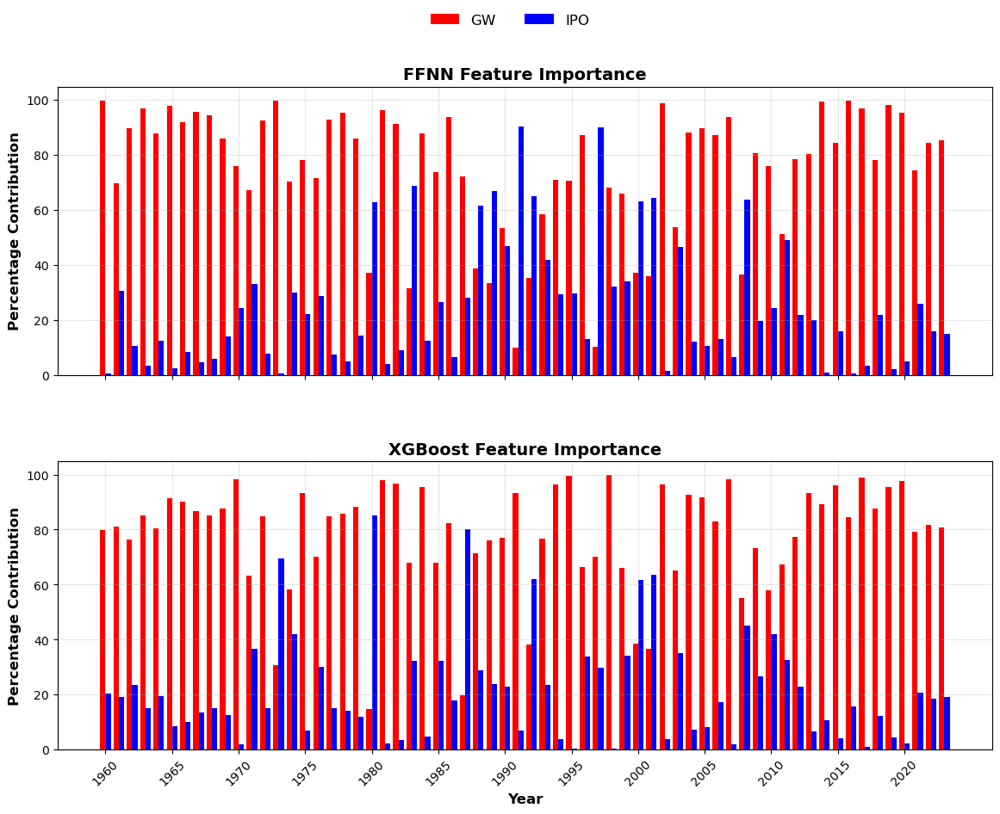 GW IPO
FFNN Feature Importance
Percentage Contribution
100
80
60
40
20
0
XGBoost Feature Importance
Percentage Contribution
100
80
60
40
20
0
1960 1965 1970 1975 1980 1985 1990 1995 2000 2005 2010 2015 2020
Year